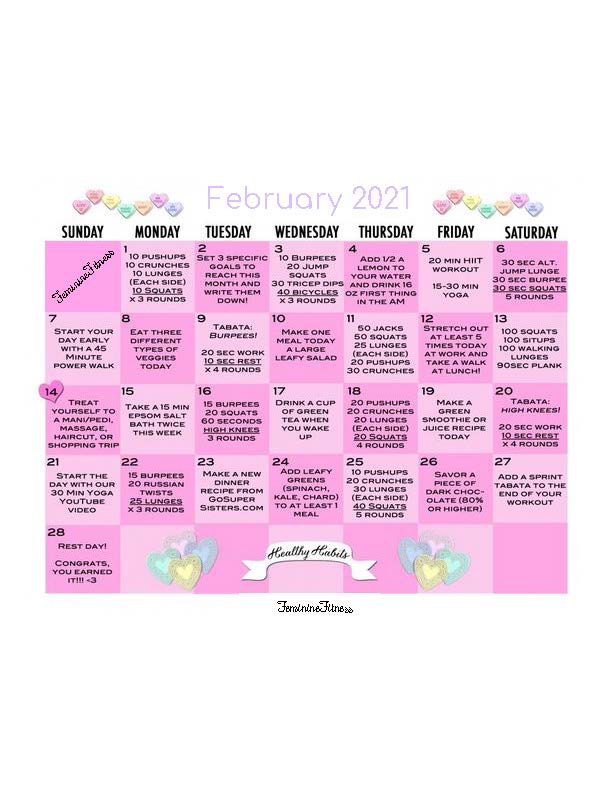 February 2021
SUNDAY MONDAY TUESDAY WEDNESDAY THURSDAY FRIDAY SATURDAY
FeminineFitness
1
10 PUSHUPS
10 CRUNCHES
10 LUNGES
(EACH SIDE)
10 SQUATS
X 3 ROUNDS
2
SET 3 SPECIFIC
GOALS TO
REACH THIS
MONTH AND
WRITE THEM
DOWN!
3
10 BURPEES
20 JUMP
SQUATS
30 TRICEP DIPS
40 BICYCLES
X 3 ROUNDS
4
ADD 1/2 A
LEMON TO
YOUR WATER
AND DRINK 16
OZ FIRST THING
IN THE AM
5
20 MIN HIIT
WORKOUT
15-30 MIN
YOGA
6
30 SEC ALT.
JUMP LUNGE
30 SEC BURPEE
30 SEC SQUATS
5 ROUNDS
7
START YOUR
DAY EARLY
WITH A 45
MINUTE
POWER WALK
8
EAT THREE
DIFFERENT
TYPES OF
VEGGIES
TODAY
9
TABATA:
BURPEES!
20 SEC WORK
10 SEC REST
X 4 ROUNDS
10
MAKE ONE
MEAL TODAY
A LARGE
LEAFY SALAD
11
50 JACKS
50 SQUATS
25 LUNGES
(EACH SIDE)
20 PUSHUPS
30 CRUNCHES
12
STRETCH OUT
AT LEAST 5
TIMES TODAY
AT WORK AND
TAKE A WALK
AT LUNCH!
13
100 SQUATS
100 SITUPS
100 WALKING
LUNGES
90SEC PLANK
14
TREAT
YOURSELF TO
A MANI/PEDI,
MASSAGE,
HAIRCUT, OR
SHOPPING TRIP
15
TAKE A 15 MIN
EPSOM SALT
BATH TWICE
THIS WEEK
16
15 BURPEES
20 SQUATS
60 SECONDS
HIGH KNEES
3 ROUNDS
17
DRINK A CUP
OF GREEN
TEA WHEN
YOU WAKE
UP
18
20 PUSHUPS
20 CRUNCHES
20 LUNGES
(EACH SIDE)
20 SQUATS
4 ROUNDS
19
MAKE A
GREEN
SMOOTHIE OR
JUICE RECIPE
TODAY
20
TABATA:
HIGH KNEES!
20 SEC WORK
10 SEC REST
X 4 ROUNDS
21
START THE
DAY WITH OUR
30 MIN YOGA
YOUTUBE
VIDEO
22
15 BURPEES
20 RUSSIAN
TWISTS
25 LUNGES
X 3 ROUNDS
23
MAKE A NEW
DINNER
RECIPE FROM
GOSUPER
SISTERS.COM
24
ADD LEAFY
GREENS
(SPINACH,
KALE, CHARD)
TO AT LEAST 1
MEAL
25
10 PUSHUPS
20 CRUNCHES
30 LUNGES
(EACH SIDE)
40 SQUATS
5 ROUNDS
26
SAVOR A
PIECE OF
DARK CHOC-
OLATE (80%
OR HIGHER)
27
ADD A SPRINT
TABATA TO THE
END OF YOUR
WORKOUT
28
REST DAY!
CONGRATS,
YOU EARNED
IT!!! <3
Healthy Habits
FeminineFitness